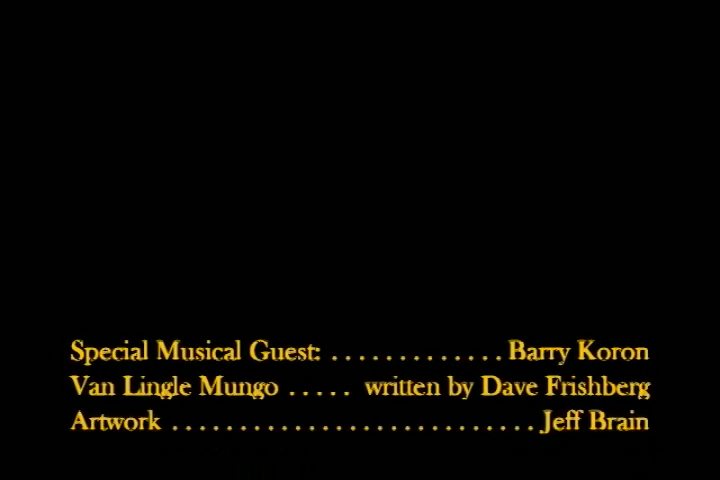 Special Musical Guest: . . . . . . . . . . . . . Barry Koron
Van Lingle Mungo . . . . . written by Dave Frishberg
Artwork . . . . . . . . . . . . . . . . . . . . . . . . . . . Jeff Brain